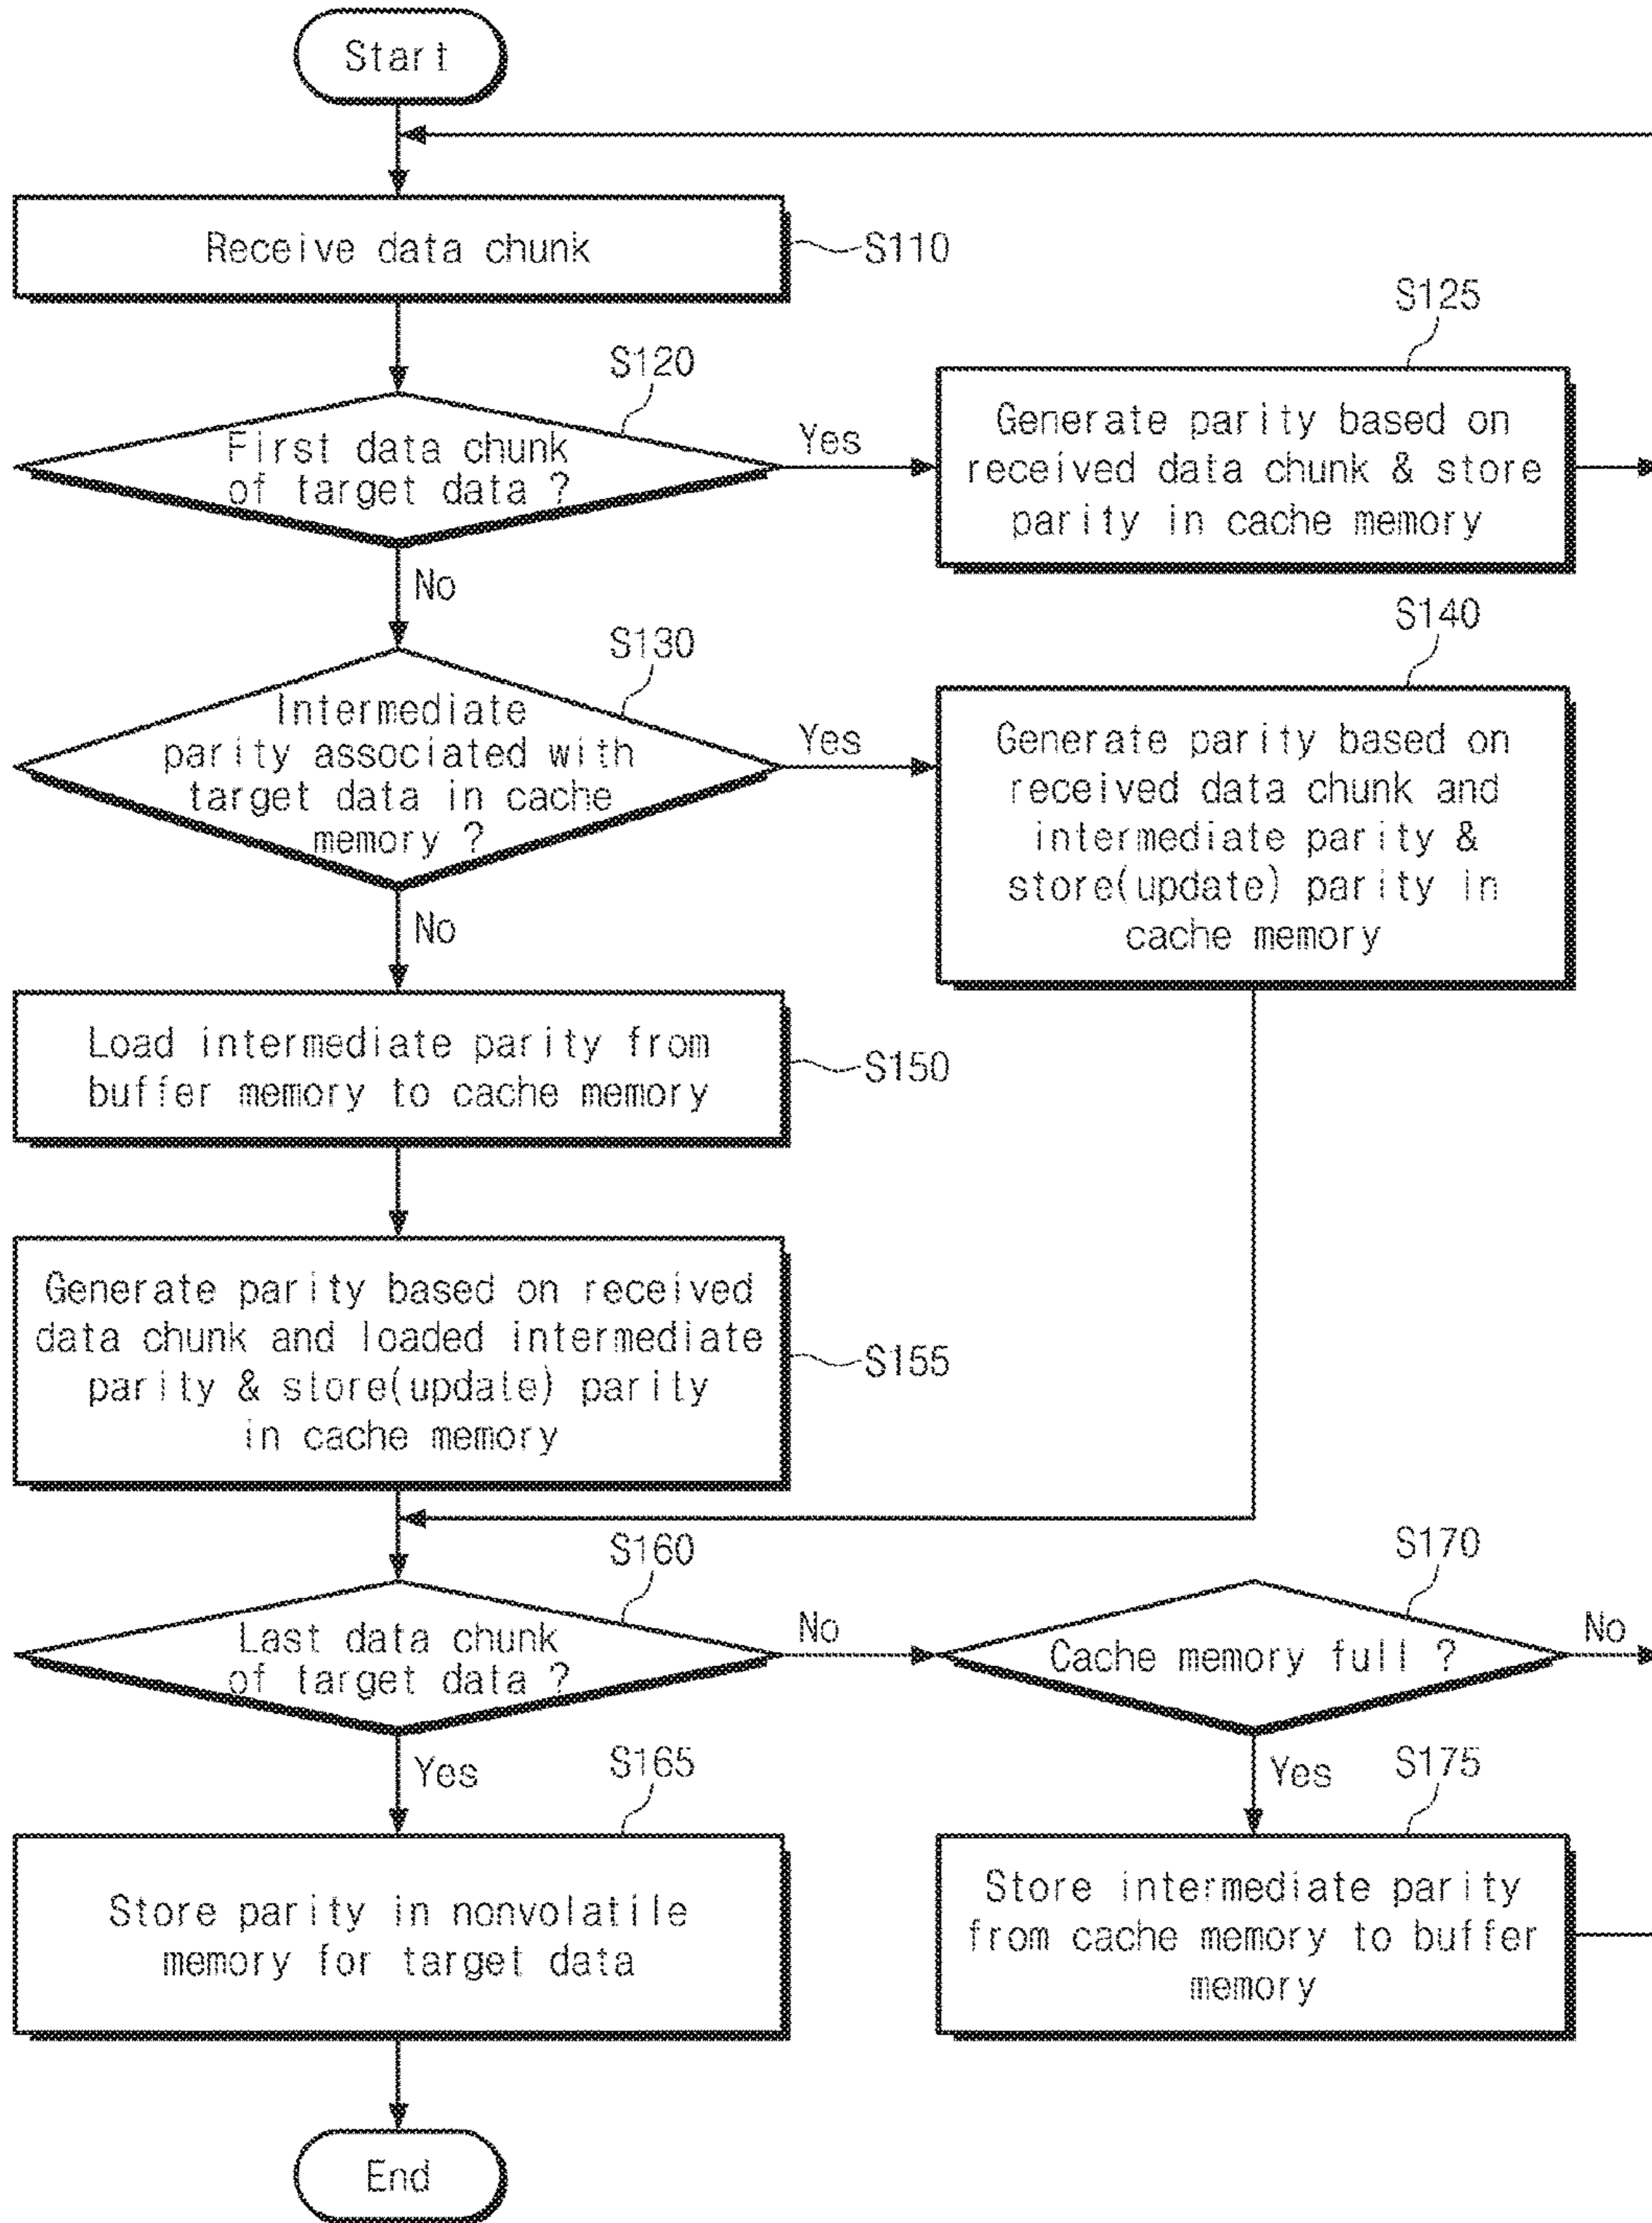 Start
Receive data chunk
S110
S120
First data chunk
of target data ?
Yes
No
S125
Generate parity based on
received data chunk & store
parity in cache memory
S130
Intermediate
parity associated with
target data in cache
memory ?
Yes
No
S140
Generate parity based on
received data chunk and
intermediate parity &
store(update) parity in
cache memory
Load intermediate parity from
buffer memory to cache memory
S150
Generate parity based on received
data chunk and loaded intermediate
parity & store(update) parity
in cache memory
S155
S160
Last data chunk
of target data ?
No
Yes
S170
Cache memory full ?
No
Yes
S165
Store parity in nonvolatile
memory for target data
S175
Store intermediate parity
from cache memory to buffer
memory
End